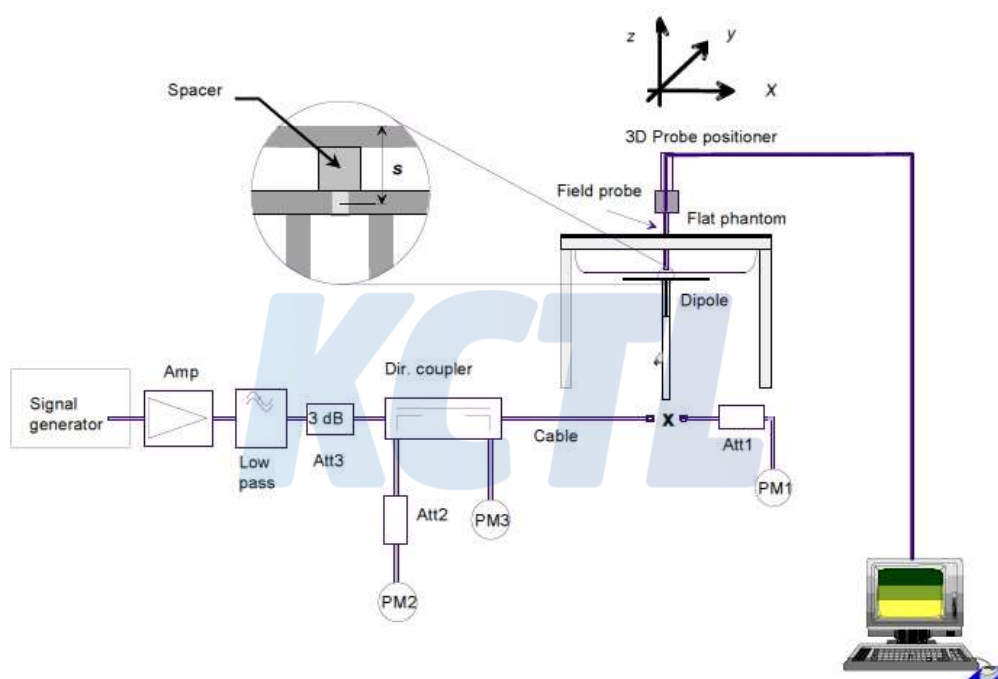 z
y
X
Spacer
s
3D Probe positioner
Field probe
Flat phantom
Dipole
KCTL
Signal
generator
Amp
Low
pass
3 dB
Att3
Dir. coupler
Cable
X
Att1
PM1
Att2
PM3
PM2